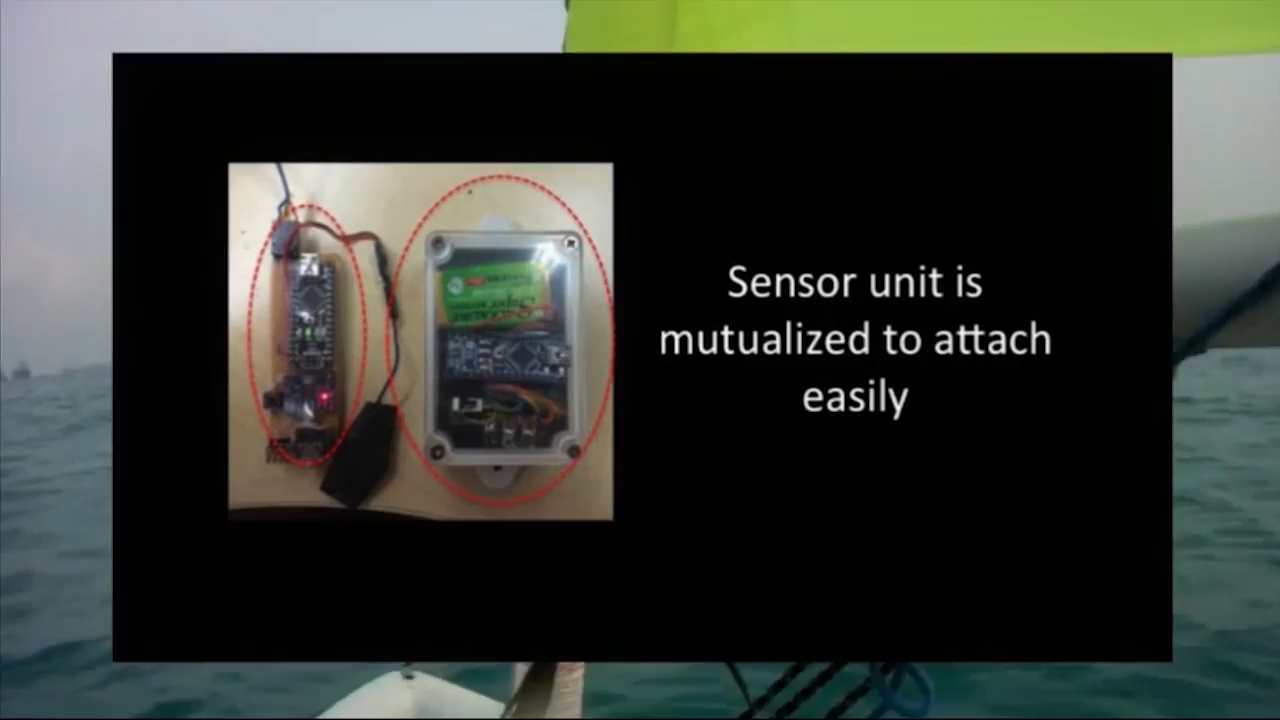 Sensor unit is
mutualized to attach
easily